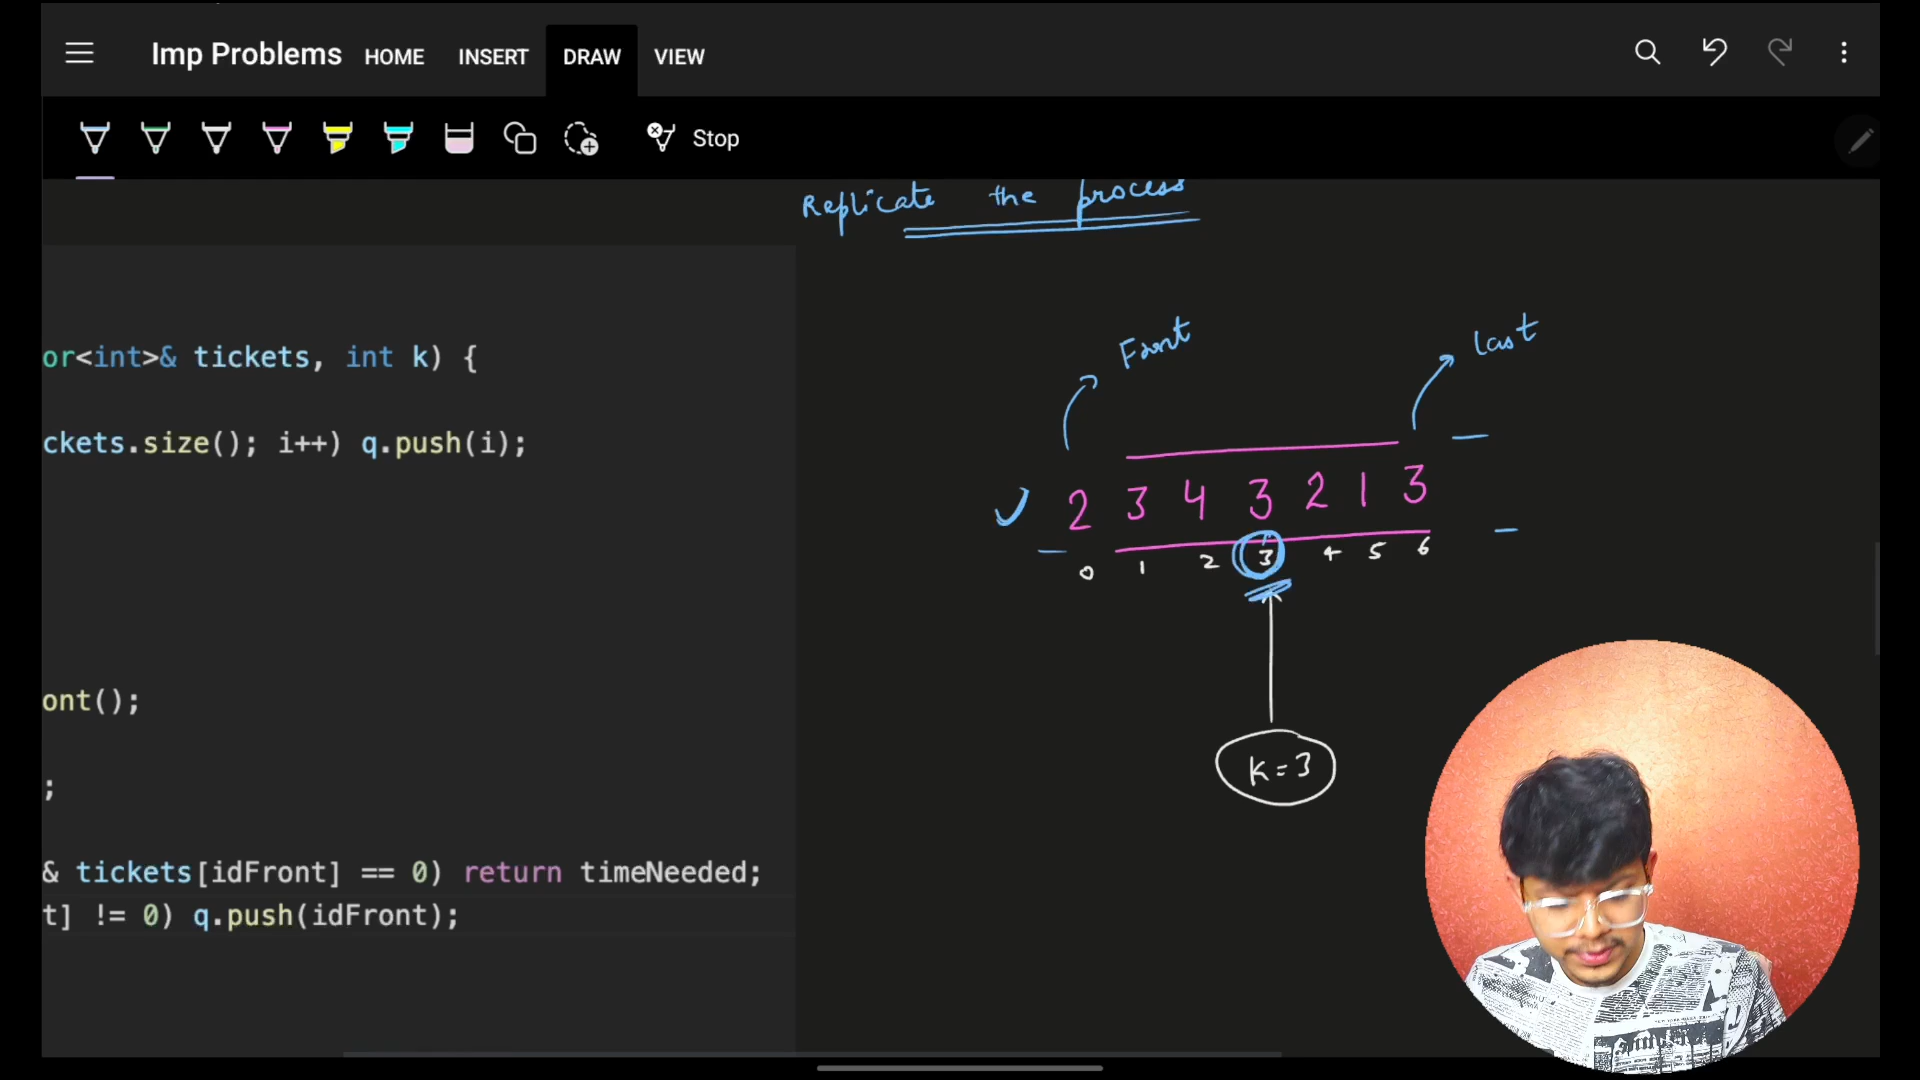 Imp Problems HOME INSERT DRAW VIEW
Stop
Replicate the process
or<int>& tickets, int k) {
ckets.size(); i++) q.push(i);
ont();
;
& tickets[idFront] == 0) return timeNeeded;
t] != 0) q.push(idFront);
Front
Last
2 3 4 3 2 1 3
0 1 2 3 4 5 6
K = 3